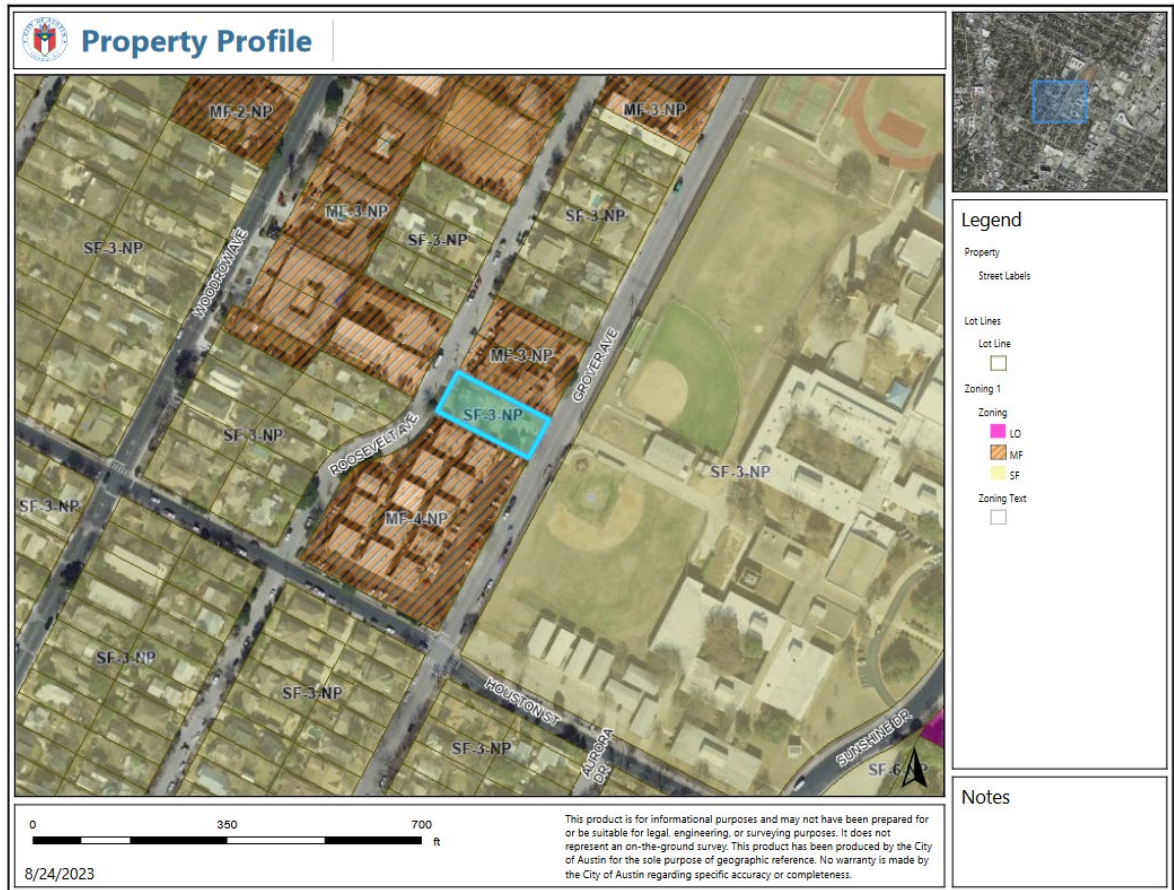 CITY OF AUSTIN
Property Profile
MF-2-NP
MF-3-NP
SF-3-NP
MF-3-NP
SF-3-NP
SF-3-NP
WOODROW AVE
MF-3-NP
GROVER AVE
SF-3-NP
SF-3-NP
ROOSEVELT AVE
SF-3-NP
SF-3-NP
MF-4-NP
SF-3-NP
SF-3-NP
HOUSTON ST
SF-3-NP
AURORA DR
SUNSHINE DR
SF-6-NP
Legend
Property
Street Labels
Lot Lines
Lot Line
Zoning 1
Zoning
LO
MF
SF
Zoning Text
Notes
0 350 700
ft
8/24/2023
This product is for informational purposes and may not have been prepared for
or be suitable for legal, engineering, or surveying purposes. It does not
represent an on-the-ground survey. This product has been produced by the City
of Austin for the sole purpose of geographic reference. No warranty is made by
the City of Austin regarding specific accuracy or completeness.